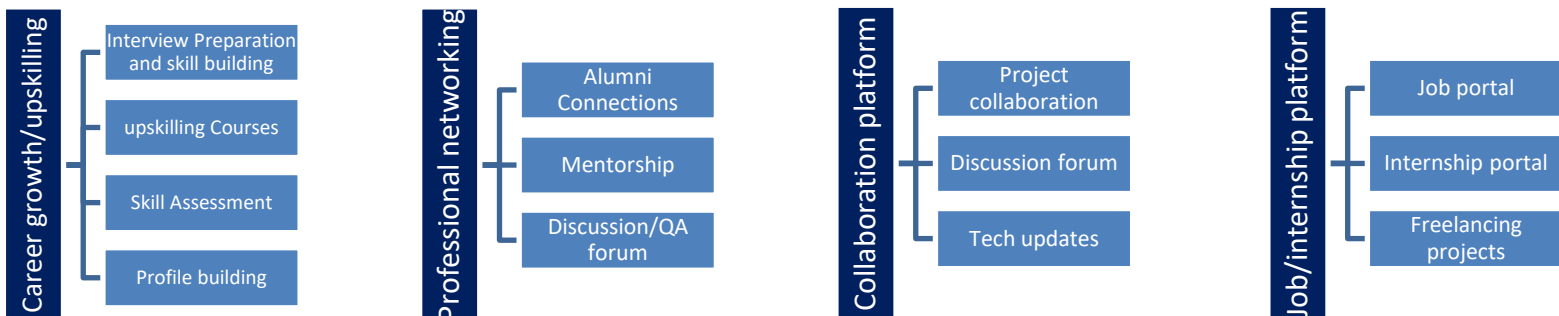 Career growth/upskilling
Interview Preparation
and skill building
upskilling Courses
Skill Assessment
Profile building
Professional networking
Alumni
Connections
Mentorship
Discussion/QA
forum
Collaboration platform
Project
collaboration
Discussion forum
Tech updates
Job/internship platform
Job portal
Internship portal
Freelancing
projects